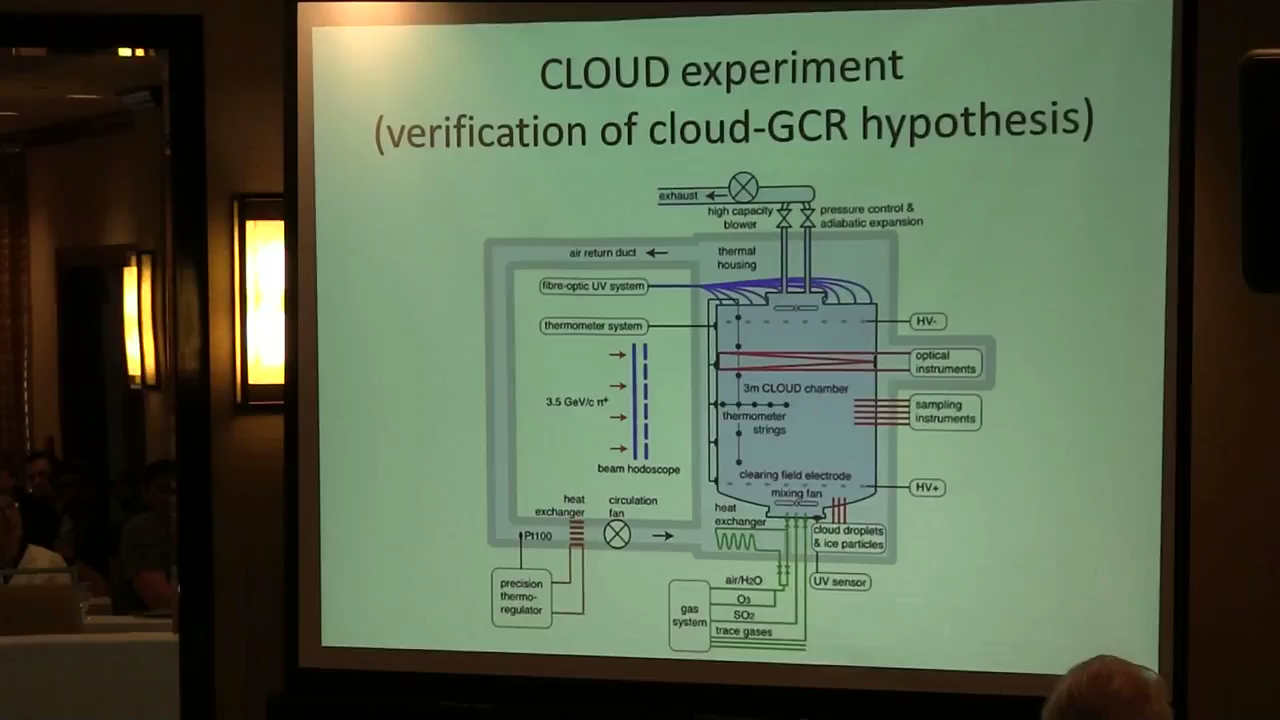 CLOUD experiment
(verification of cloud-GCR hypothesis)
exhaust
high capacity
blower
pressure control &
adiabatic expansion
air return duct
thermal
housing
fibre-optic UV system
thermometer system
HV-
optical
instruments
3m CLOUD chamber
3.5 GeV/c π+
thermometer
strings
sampling
instruments
beam hodoscope
clearing field electrode
HV+
mixing fan
heat
exchanger
circulation
fan
heat
exchanger
Pt100
cloud droplets
& ice particles
precision
thermo-
regulator
air/H2O
UV sensor
O3
gas
system
SO2
trace gases